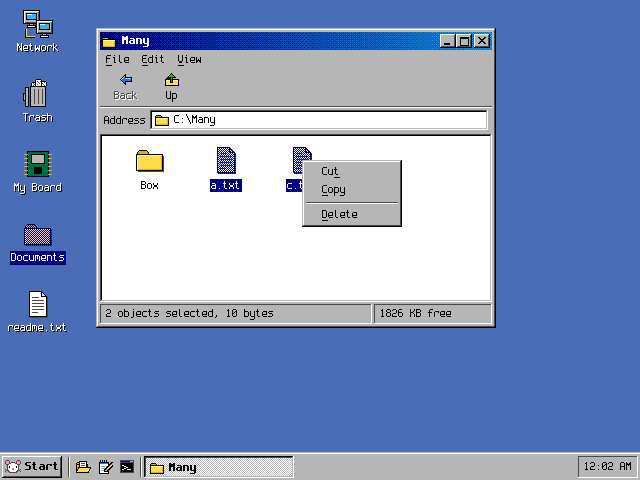 Network
Trash
My Board
Documents
readme.txt
Many
File Edit View
Back Up
Address C:\Many
Box a.txt
Cut
Copy
Delete
2 objects selected, 10 bytes 1826 KB free
Start Many 12:02 AM